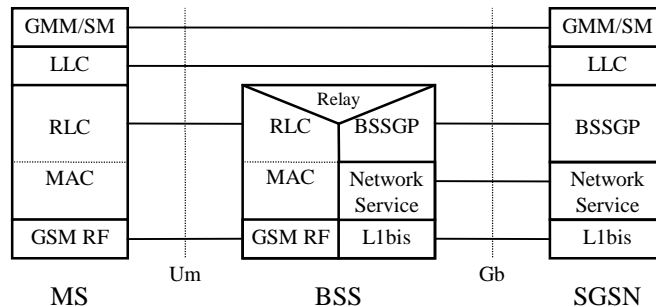 GMM/SM
GMM/SM
LLC
LLC
Relay
RLC
RLC
BSSGP
BSSGP
MAC
MAC
Network
Service
Network
Service
GSM RF
GSM RF
L1bis
L1bis
Um
Gb
MS
BSS
SGSN